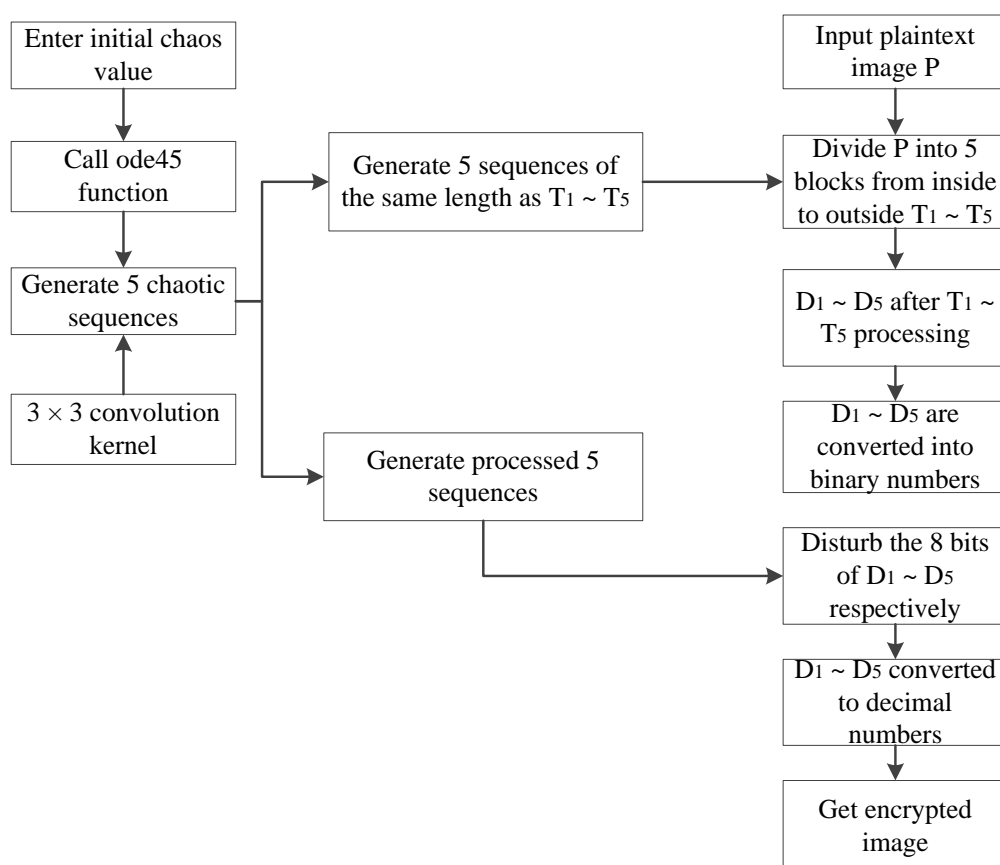 Enter initial chaos
value
Call ode45
function
Generate 5 chaotic
sequences
3 × 3 convolution
kernel
Generate 5 sequences of
the same length as T1 ~ T5
Generate processed 5
sequences
Input plaintext
image P
Divide P into 5
blocks from inside
to outside T1 ~ T5
D1 ~ D5 after T1 ~
T5 processing
D1 ~ D5 are
converted into
binary numbers
Disturb the 8 bits
of D1 ~ D5
respectively
D1 ~ D5 converted
to decimal
numbers
Get encrypted
image